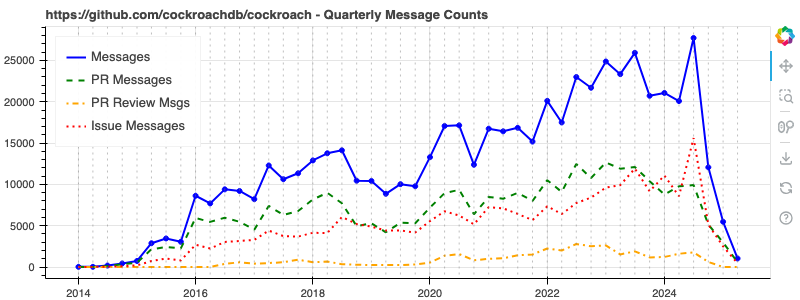 https://github.com/cockroachdb/cockroach - Quarterly Message Counts
Messages
PR Messages
PR Review Msgs
Issue Messages
25000
20000
15000
10000
5000
0
2014 2016 2018 2020 2022 2024